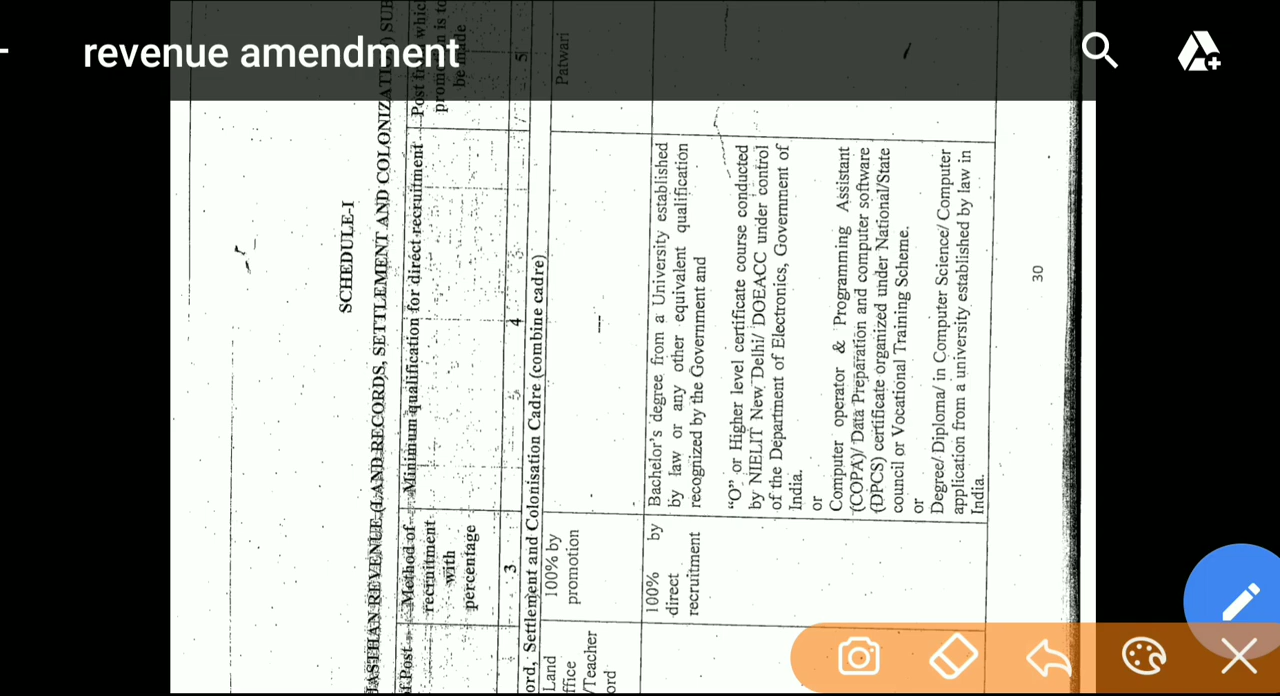 revenue amendment
SCHEDULE-I
JASTHAN REVENUE (LAND RECORDS, SETTLEMENT AND COLONIZATION) SUB
f Post
Method of
recruitment
with
percentage
Minimum qualification for direct recruitment
Post from which
promotion is to
be made
3
4
5
ord, Settlement and Colonisation Cadre (combine cadre)
Land
ffice
/Teacher
ord
100% by
promotion
---
Patwari
100% by
direct
recruitment
Bachelor's degree from a University established
by law or any other equivalent qualification
recognized by the Government and
"O" or Higher level certificate course conducted
by NIELIT New Delhi/ DOEACC under control
of the Department of Electronics, Government of
India.
or
Computer operator & Programming Assistant
(COPA)/ Data Preparation and computer software
(DPCS) certificate organized under National/State
council or Vocational Training Scheme.
or
Degree/ Diploma/ in Computer Science/ Computer
application from a university established by law in
India.
30